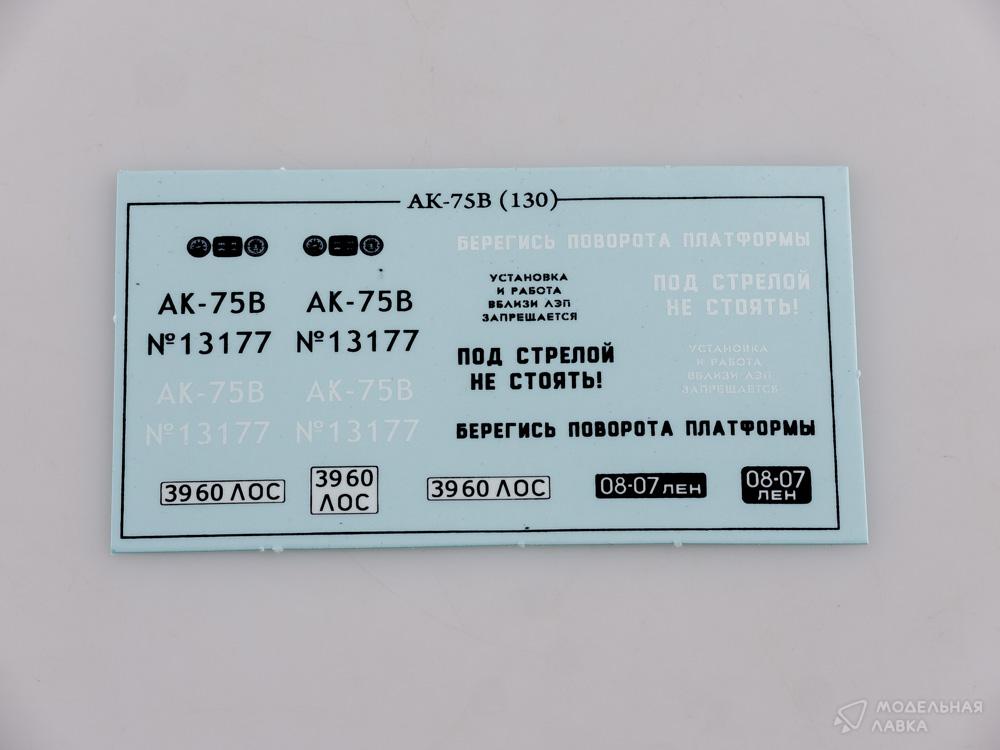 АК-75В (130)
БЕРЕГИСЬ ПОВОРОТА ПЛАТФОРМЫ
УСТАНОВКА
И РАБОТА
ВБЛИЗИ ЛЭП
ЗАПРЕЩАЕТСЯ
ПОД СТРЕЛОЙ
НЕ СТОЯТЬ!
АК-75В
№13177
АК-75В
№13177
ПОД СТРЕЛОЙ
НЕ СТОЯТЬ!
УСТАНОВКА
И РАБОТА
ВБЛИЗИ ЛЭП
ЗАПРЕЩАЕТСЯ
АК-75В
№13177
АК-75В
№13177
БЕРЕГИСЬ ПОВОРОТА ПЛАТФОРМЫ
3960 ЛОС
3960
ЛОС
3960 ЛОС
08-07 ЛЕН
08-07
ЛЕН
МОДЕЛЬНАЯ
ЛАВКА